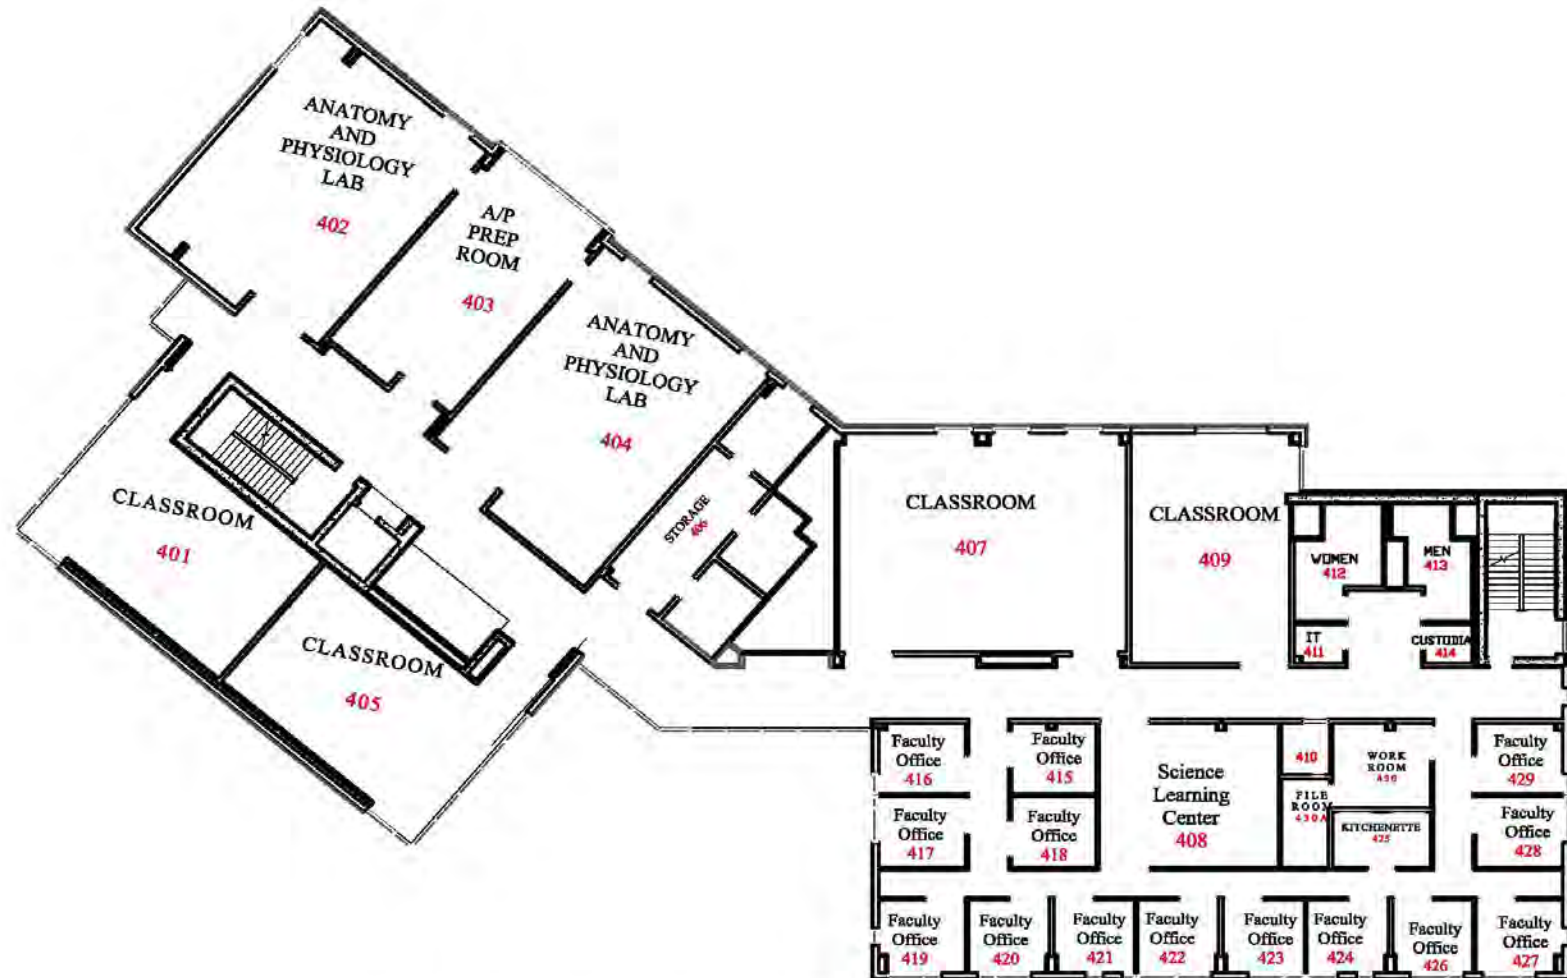 ANATOMY
AND
PHYSIOLOGY
LAB
402
A/P
PREP
ROOM
403
ANATOMY
AND
PHYSIOLOGY
LAB
404
CLASSROOM
401
CLASSROOM
405
STORAGE
406
CLASSROOM
407
CLASSROOM
409
WOMEN
412
MEN
413
IT
411
CUSTODIA
414
Faculty
Office
416
Faculty
Office
415
Science
Learning
Center
408
410
WORK
ROOM
430
FILE
ROOM
430A
KITCHENETTE
425
Faculty
Office
429
Faculty
Office
417
Faculty
Office
418
Faculty
Office
428
Faculty
Office
419
Faculty
Office
420
Faculty
Office
421
Faculty
Office
422
Faculty
Office
423
Faculty
Office
424
Faculty
Office
426
Faculty
Office
427